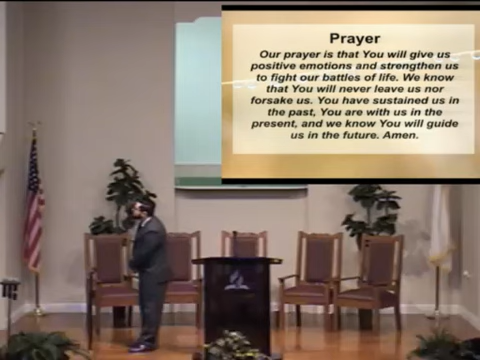 Prayer
Our prayer is that You will give us
positive emotions and strengthen us
to fight our battles of life. We know
that You will never leave us nor
forsake us. You have sustained us in
the past, You are with us in the
present, and we know You will guide
us in the future. Amen.